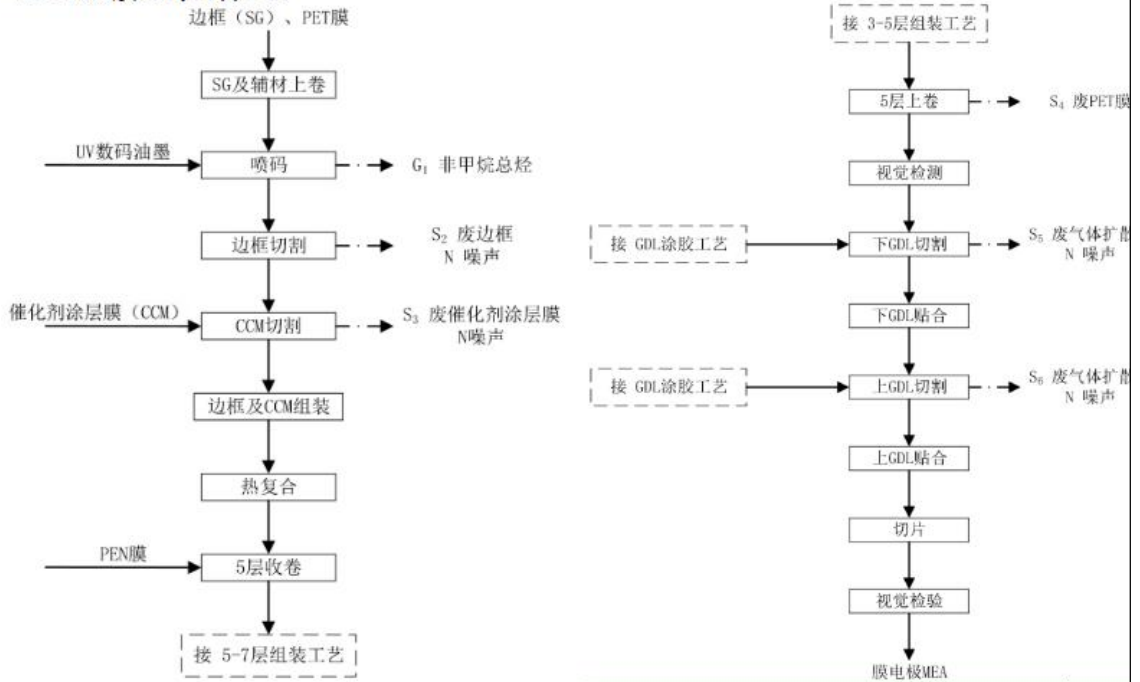 边框（SG）、PET膜
SG及辅材上卷
UV数码油墨
喷码
G₁ 非甲烷总烃
边框切割
S₂ 废边框
N 噪声
催化剂涂层膜（CCM）
CCM切割
S₃ 废催化剂涂层膜
N噪声
边框及CCM组装
热复合
PEN膜
5层收卷
接 5-7层组装工艺
接 3-5层组装工艺
5层上卷
S₄ 废PET膜
视觉检测
接 GDL涂胶工艺
下GDL切割
S₅ 废气体扩散
N 噪声
下GDL贴合
接 GDL涂胶工艺
上GDL切割
S₆ 废气体扩散
N 噪声
上GDL贴合
切片
视觉检验
膜电极MEA